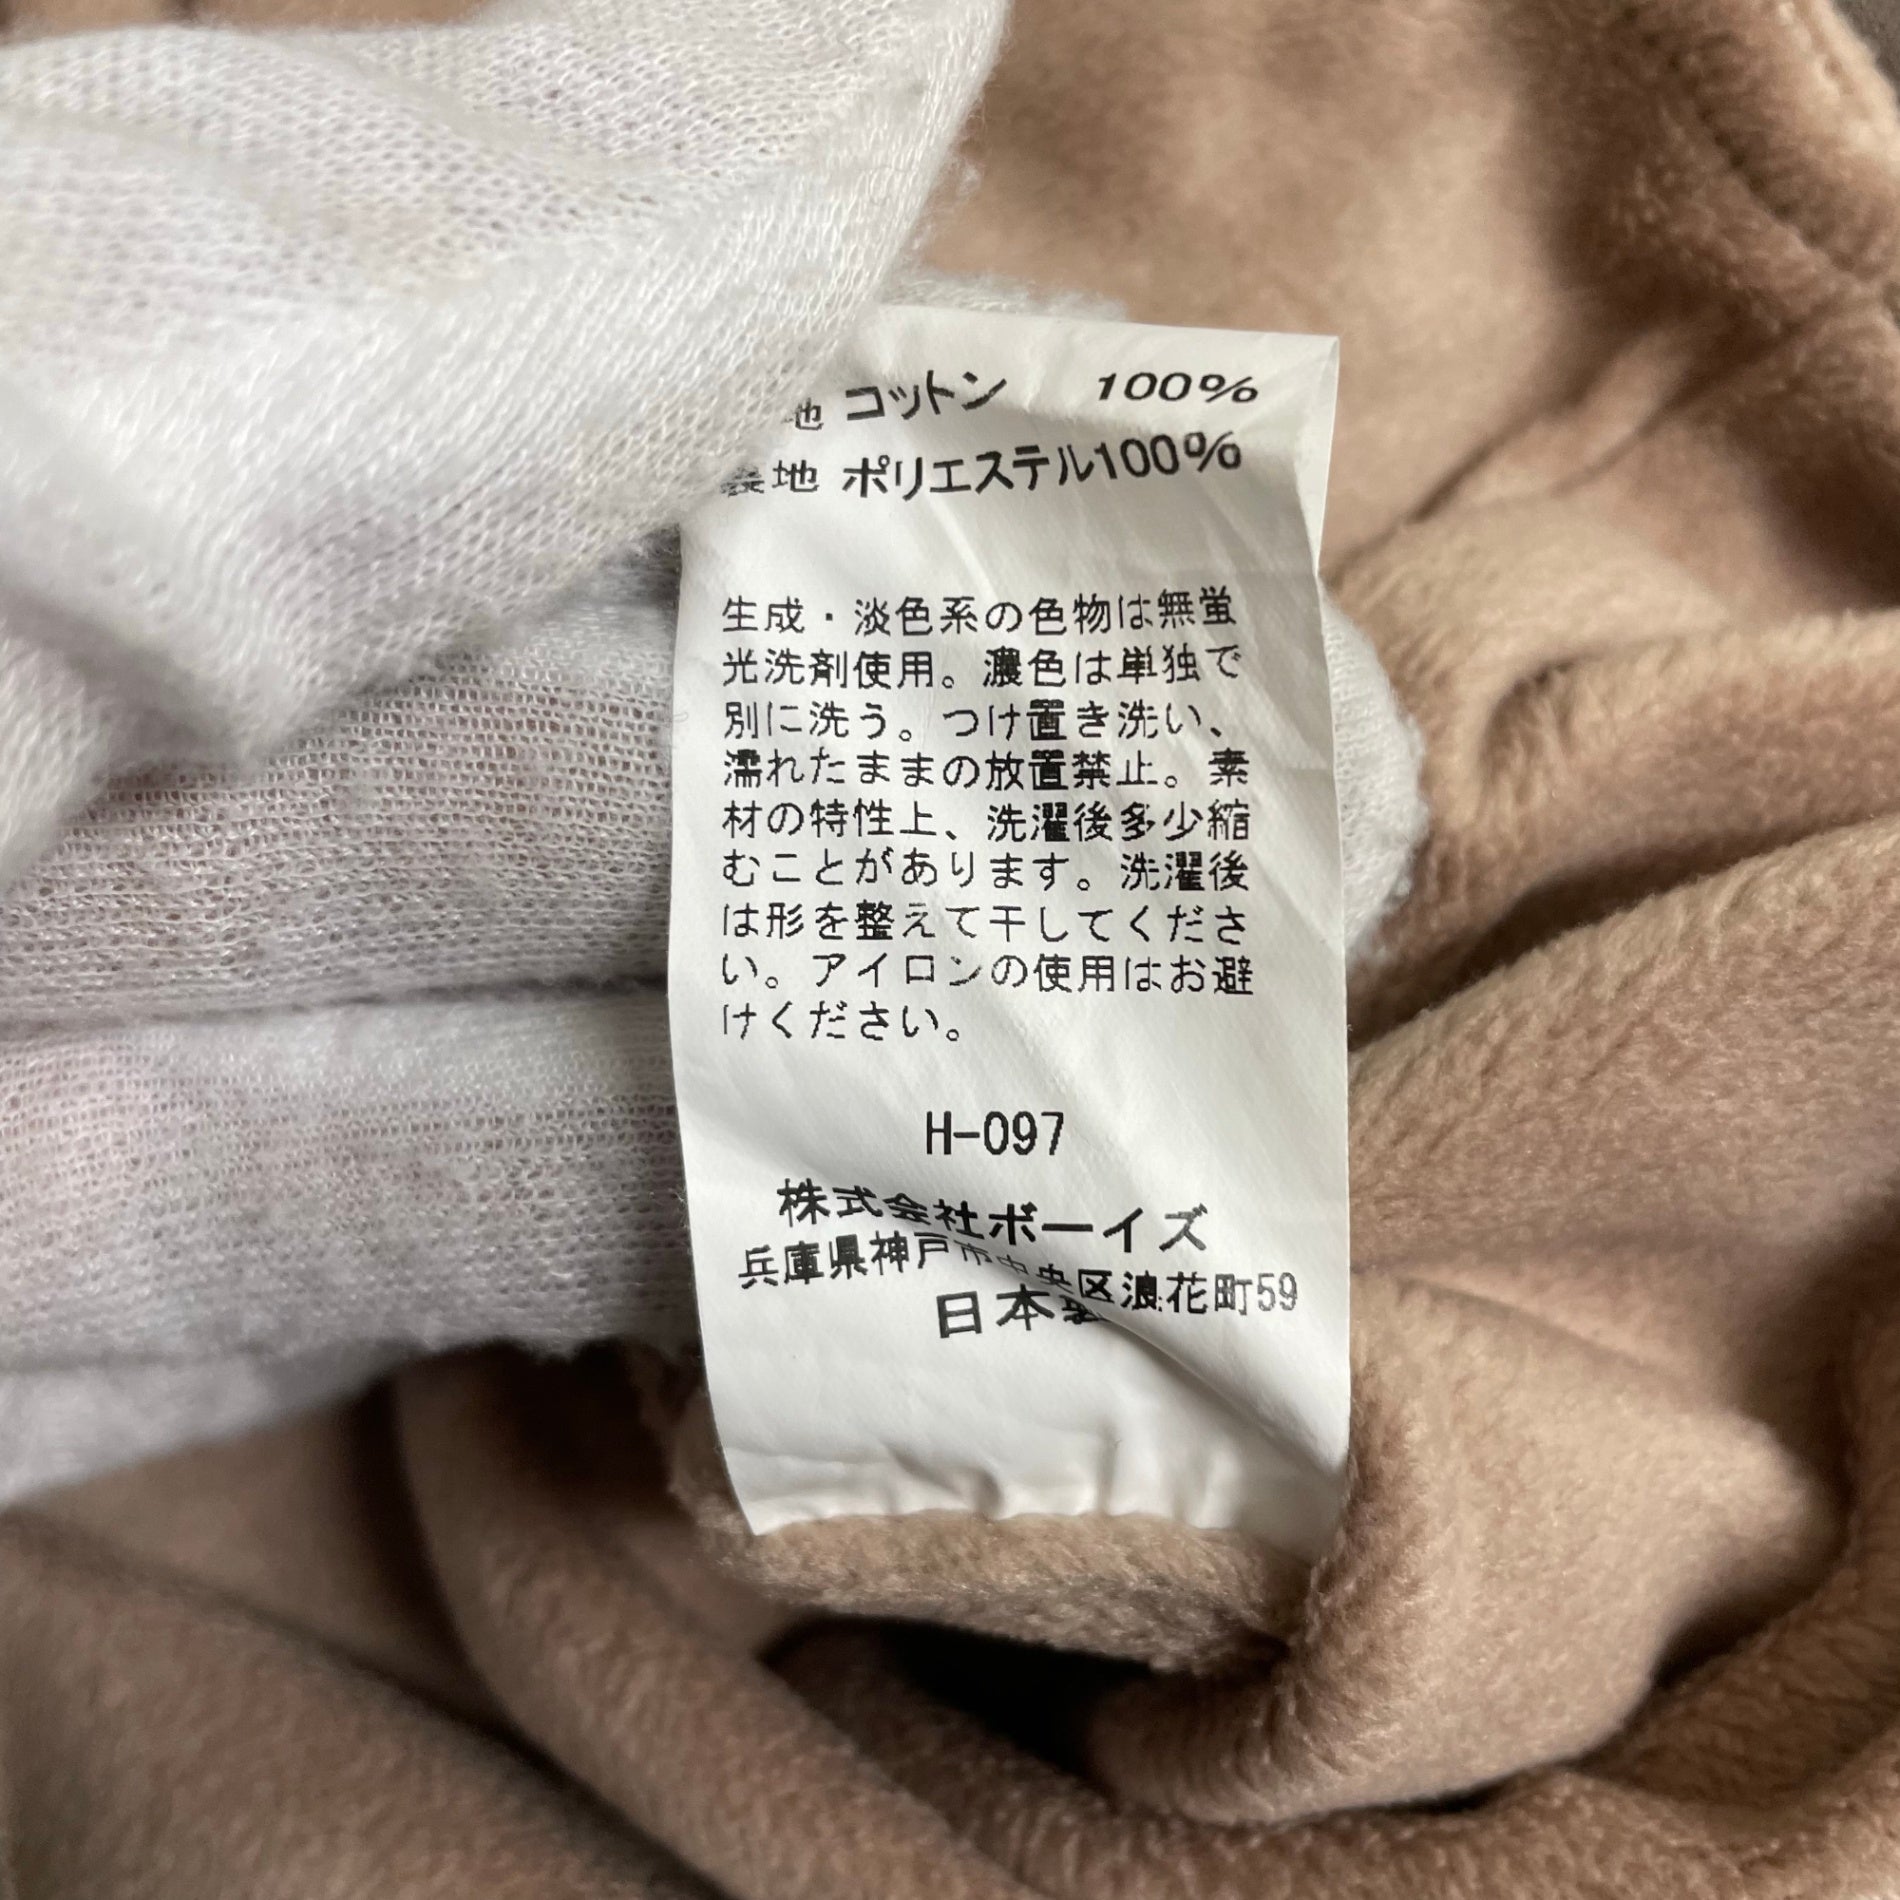 地 コットン 100%
裏地 ポリエステル100%
生成・淡色系の色物は無蛍
光洗剤使用。濃色は単独で
別に洗う。つけ置き洗い、
濡れたままの放置禁止。素
材の特性上、洗濯後多少縮
むことがあります。洗濯後
は形を整えて干してくださ
い。アイロンの使用はお避
けください。
H-097
株式会社ボーイズ
兵庫県神戸市中央区浪花町59
日本製